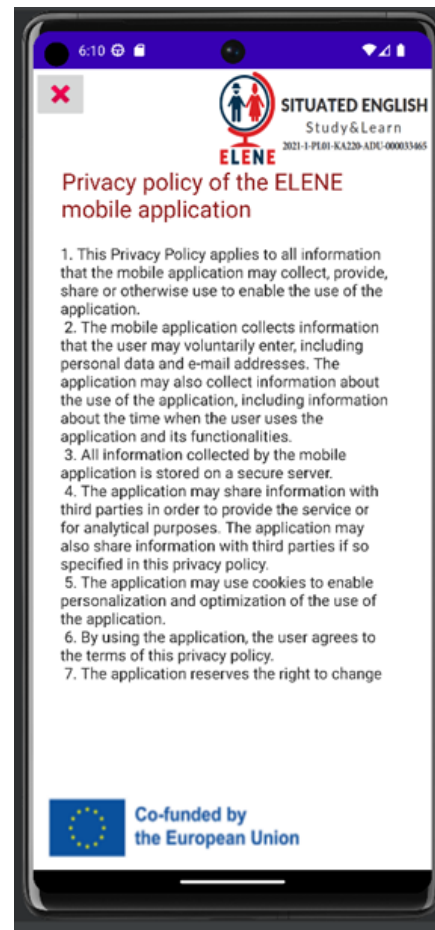 6:10
SITUATED ENGLISH
Study&Learn
2021-1-PL01-KA220-ADU-000033465
ELENE
Privacy policy of the ELENE
mobile application
1. This Privacy Policy applies to all information
that the mobile application may collect, provide,
share or otherwise use to enable the use of the
application.
2. The mobile application collects information
that the user may voluntarily enter, including
personal data and e-mail addresses. The
application may also collect information about
the use of the application, including information
about the time when the user uses the
application and its functionalities.
3. All information collected by the mobile
application is stored on a secure server.
4. The application may share information with
third parties in order to provide the service or
for analytical purposes. The application may
also share information with third parties if so
specified in this privacy policy.
5. The application may use cookies to enable
personalization and optimization of the use of
the application.
6. By using the application, the user agrees to
the terms of this privacy policy.
7. The application reserves the right to change
Co-funded by
the European Union